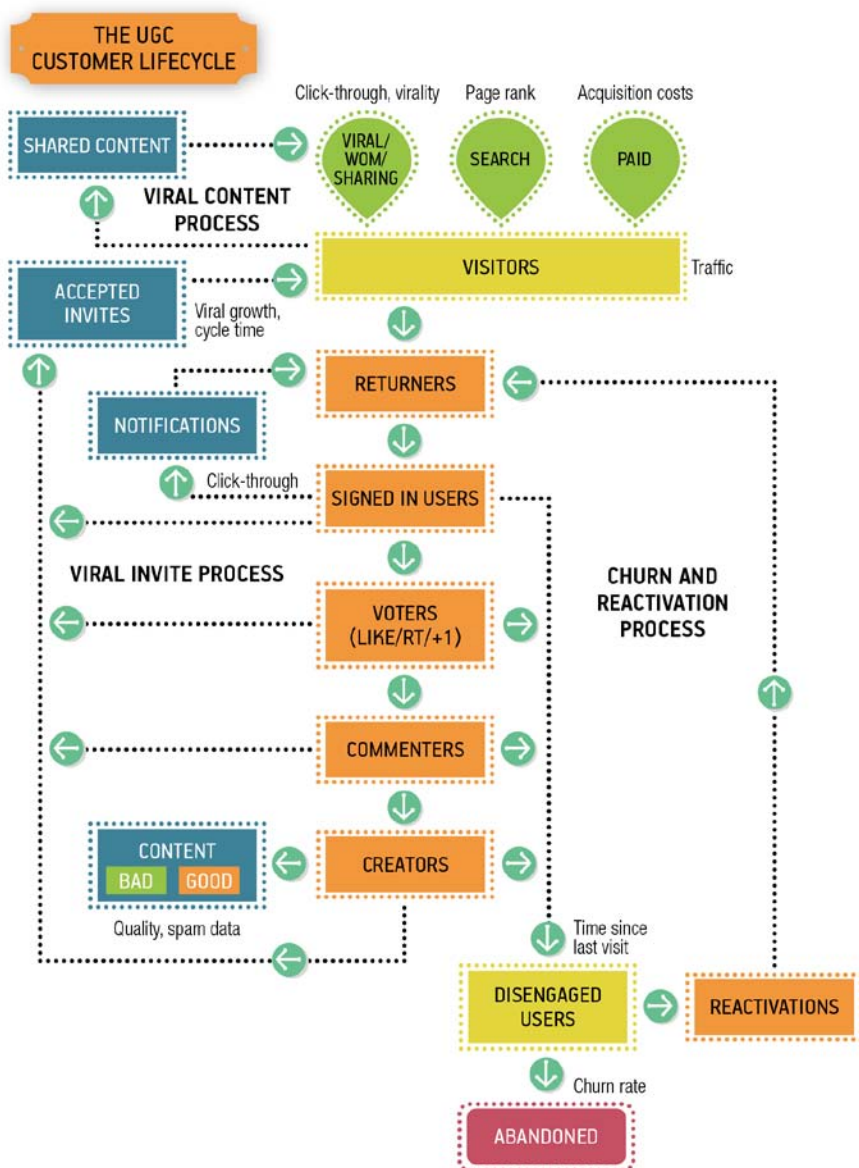 THE UGC
CUSTOMER LIFECYCLE
Click-through, virality
Page rank
Acquisition costs
SHARED CONTENT
VIRAL/
WOM/
SHARING
SEARCH
PAID
VIRAL CONTENT
PROCESS
VISITORS
Traffic
ACCEPTED
INVITES
Viral growth,
cycle time
RETURNERS
NOTIFICATIONS
Click-through
SIGNED IN USERS
VIRAL INVITE PROCESS
CHURN AND
REACTIVATION
PROCESS
VOTERS
(LIKE/RT/+1)
COMMENTERS
CONTENT
BAD
GOOD
CREATORS
Quality, spam data
Time since
last visit
DISENGAGED
USERS
REACTIVATIONS
Churn rate
ABANDONED